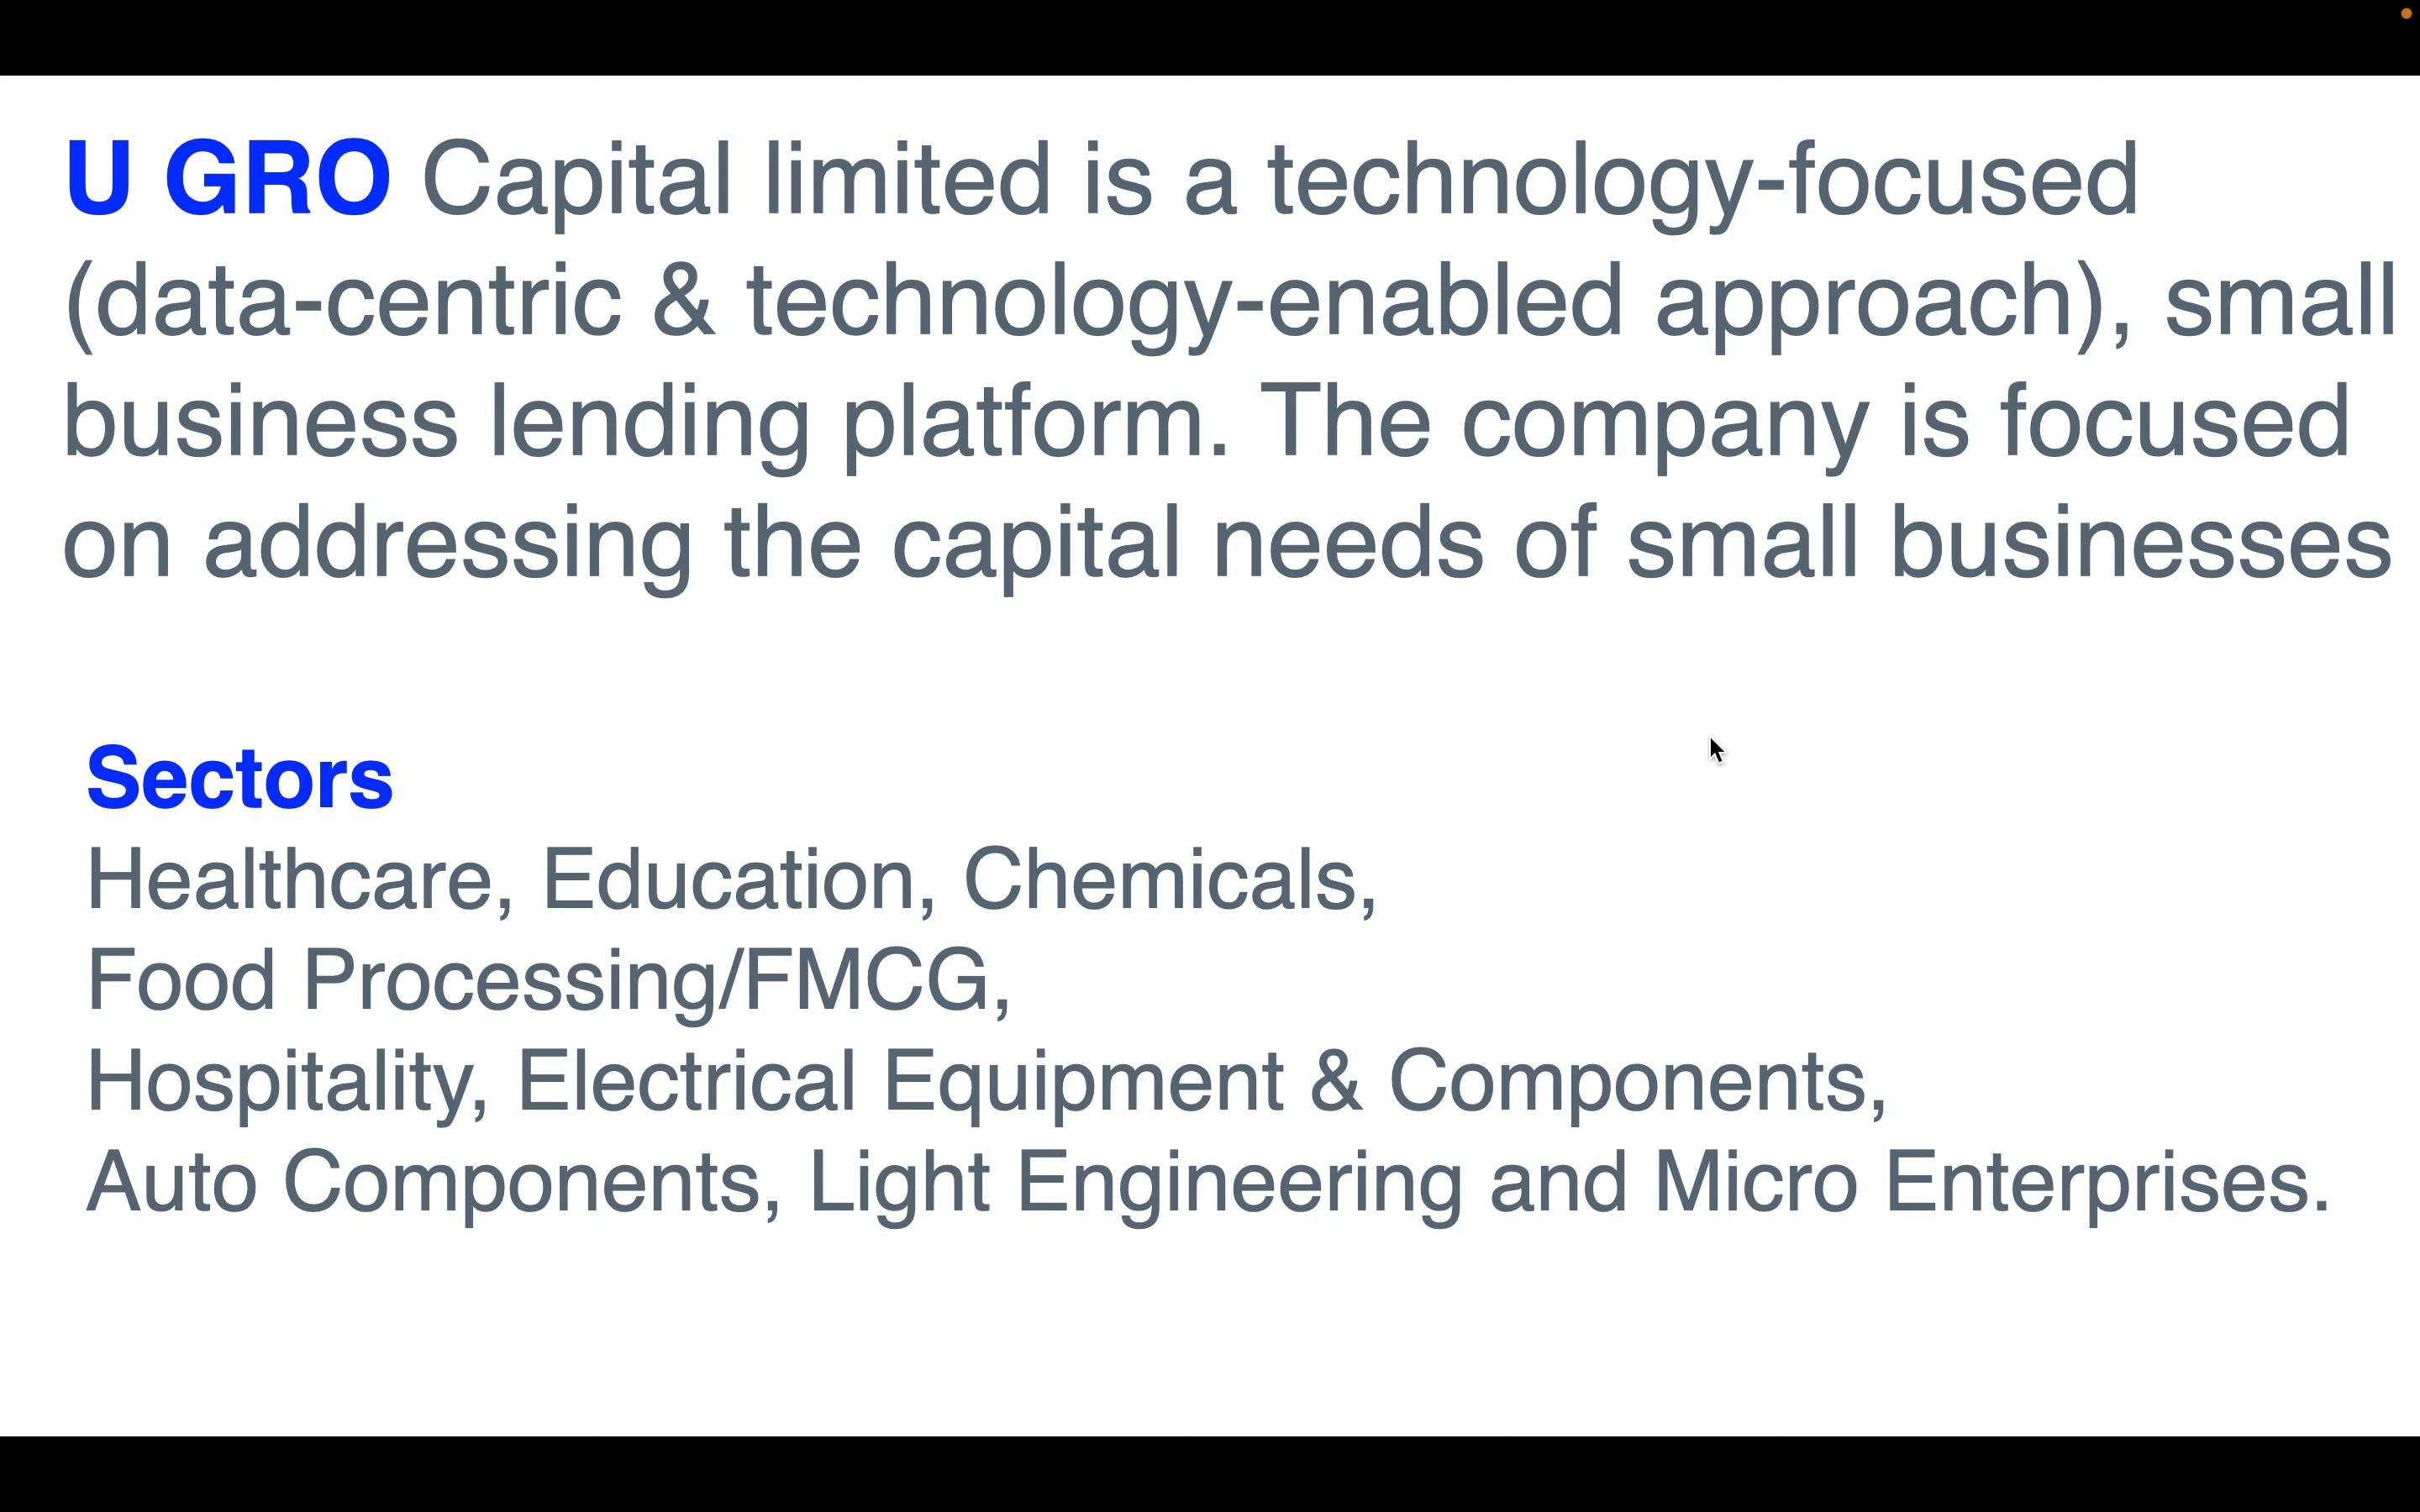 U GRO Capital limited is a technology-focused
(data-centric & technology-enabled approach), small
business lending platform. The company is focused
on addressing the capital needs of small businesses
Sectors
Healthcare, Education, Chemicals,
Food Processing/FMCG,
Hospitality, Electrical Equipment & Components,
Auto Components, Light Engineering and Micro Enterprises.